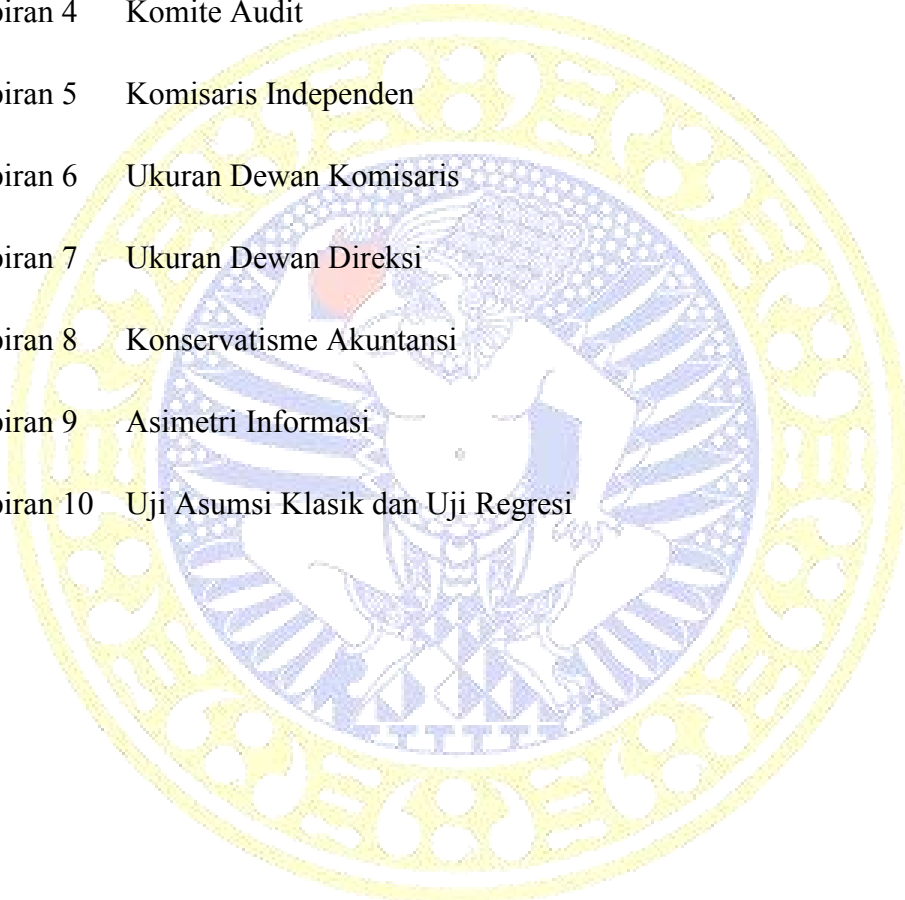 piran 4 Komite Audit
piran 5 Komisaris Independen
piran 6 Ukuran Dewan Komisaris
piran 7 Ukuran Dewan Direksi
piran 8 Konservatisme Akuntansi
piran 9 Asimetri Informasi
piran 10 Uji Asumsi Klasik dan Uji Regresi